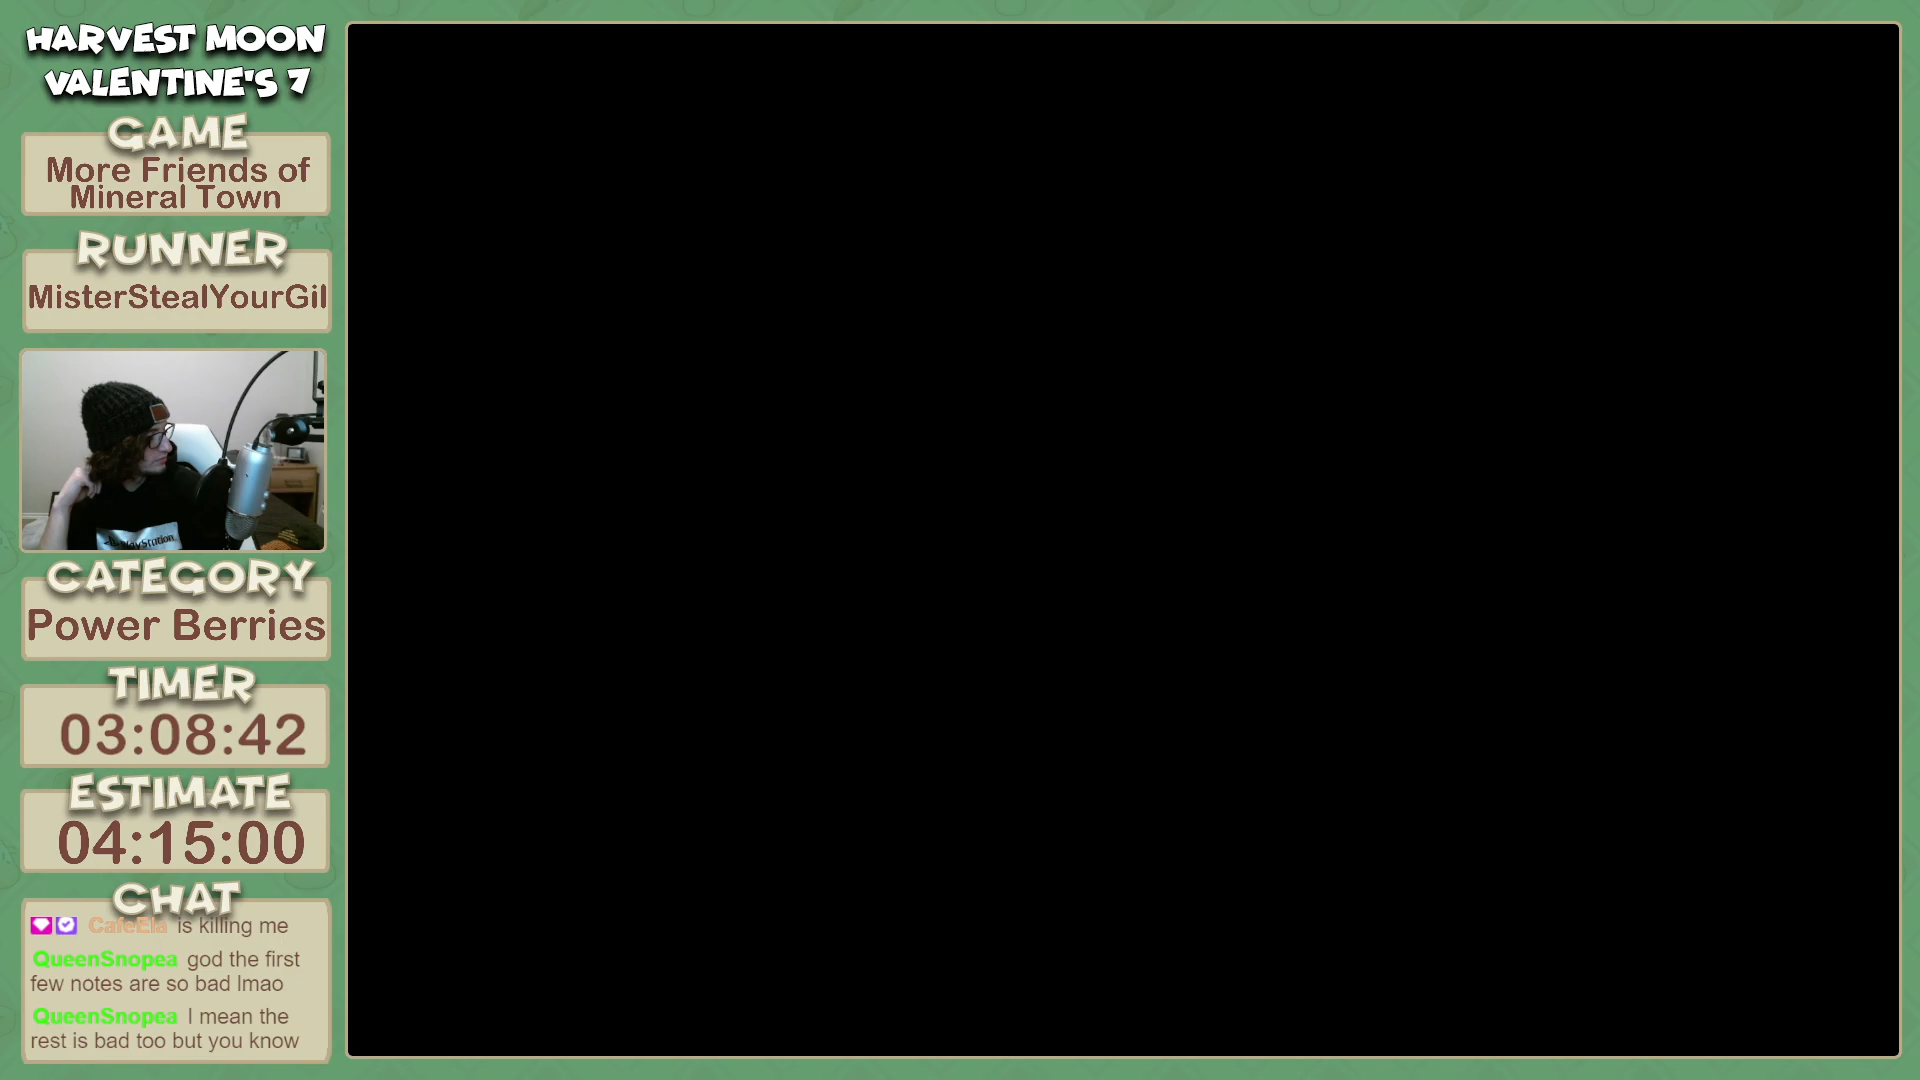 HARVEST MOON
VALENTINE'S 7
GAME
More Friends of
Mineral Town
RUNNER
MisterStealYourGil
PlayStation
CATEGORY
Power Berries
TIMER
03:08:42
ESTIMATE
04:15:00
CHAT
CafeEla is killing me
QueenSnopea god the first
few notes are so bad lmao
QueenSnopea I mean the
rest is bad too but you know